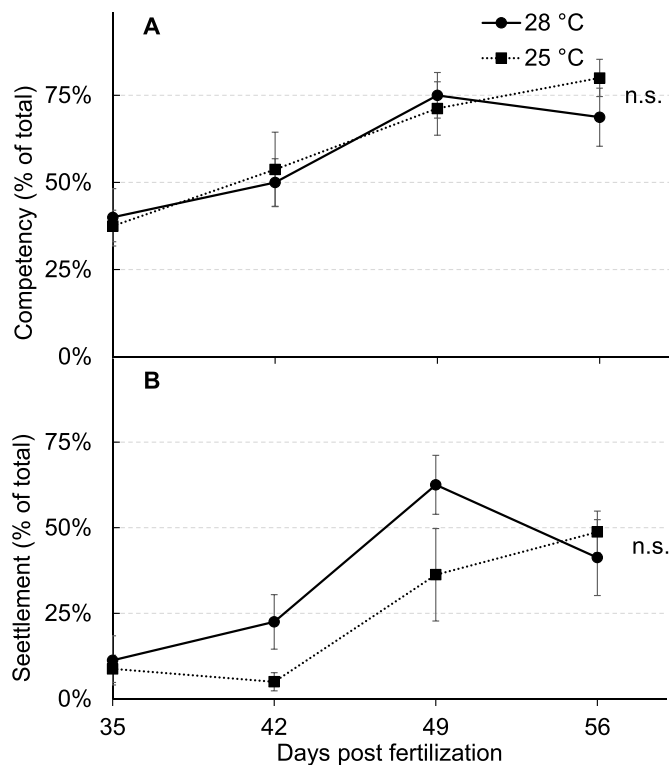 A
28 °C
25 °C
75%
50%
25%
0%
Competency (% of total)
n.s.
B
75%
50%
25%
0%
Seettlement (% of total)
n.s.
35 42 49 56
Days post fertilization